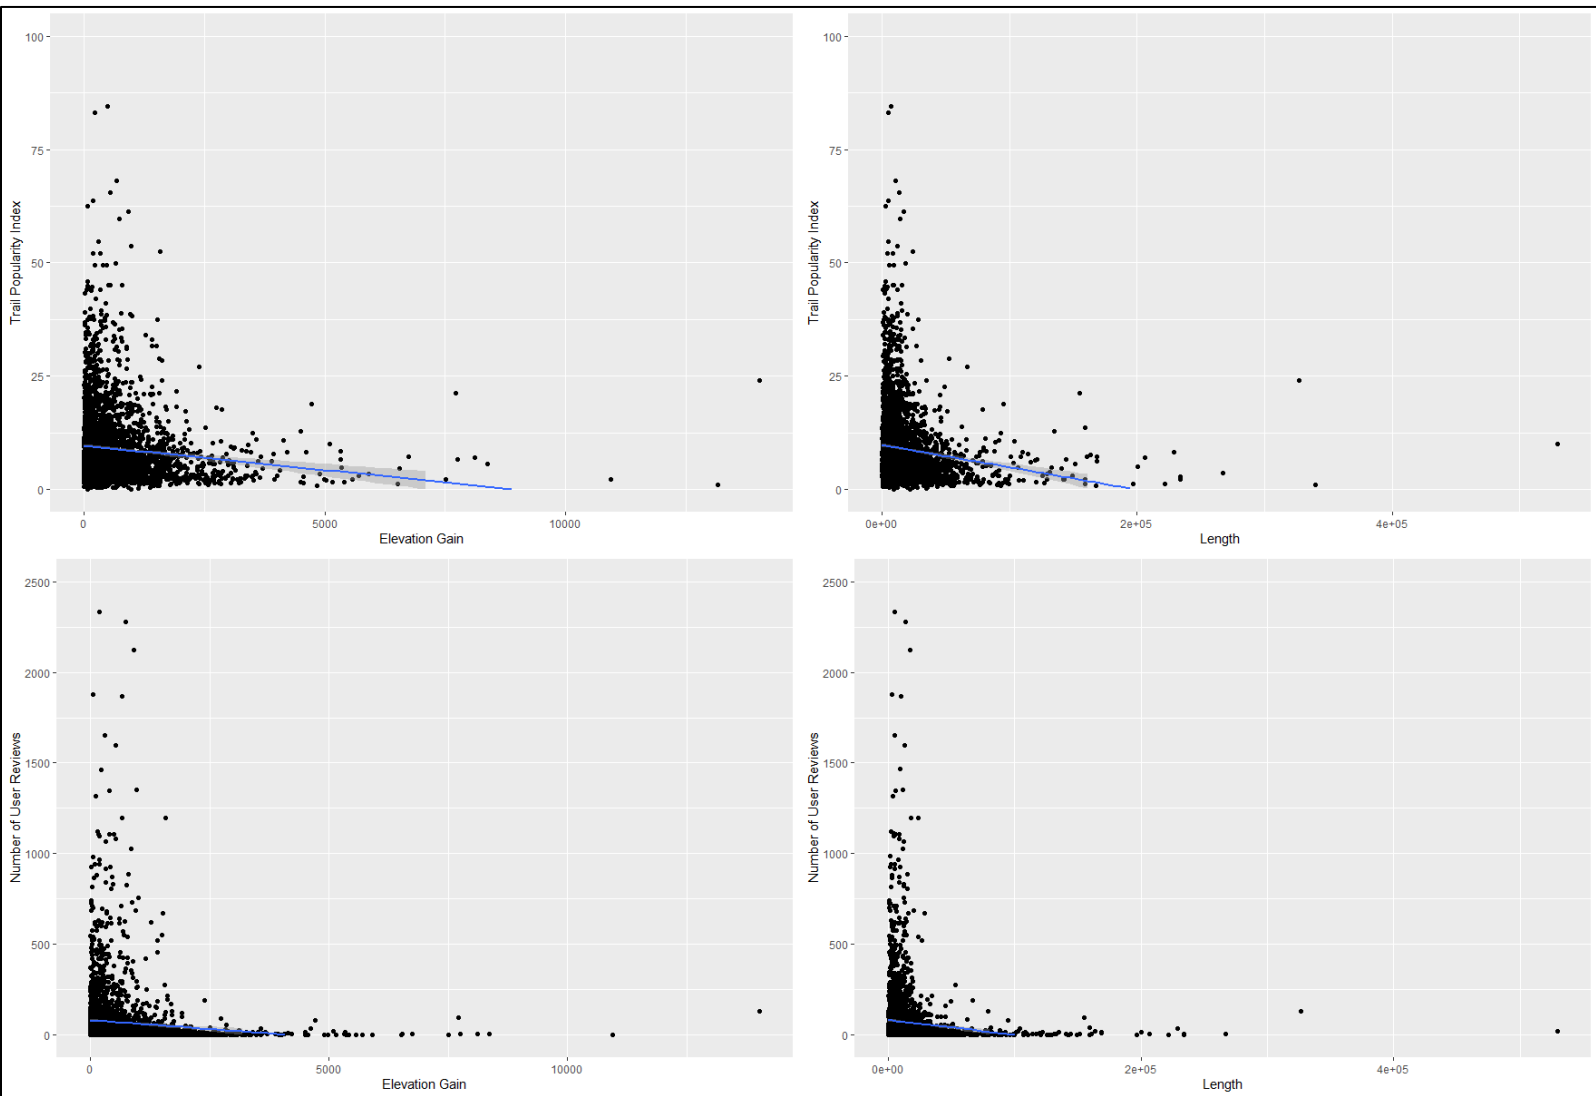 100
75
50
25
0
Trail Popularity Index
0
5000
10000
Elevation Gain
100
75
50
25
0
Trail Popularity Index
0e+00
2e+05
4e+05
Length
2500
2000
1500
1000
500
0
Number of User Reviews
0
5000
10000
Elevation Gain
2500
2000
1500
1000
500
0
Number of User Reviews
0e+00
2e+05
4e+05
Length